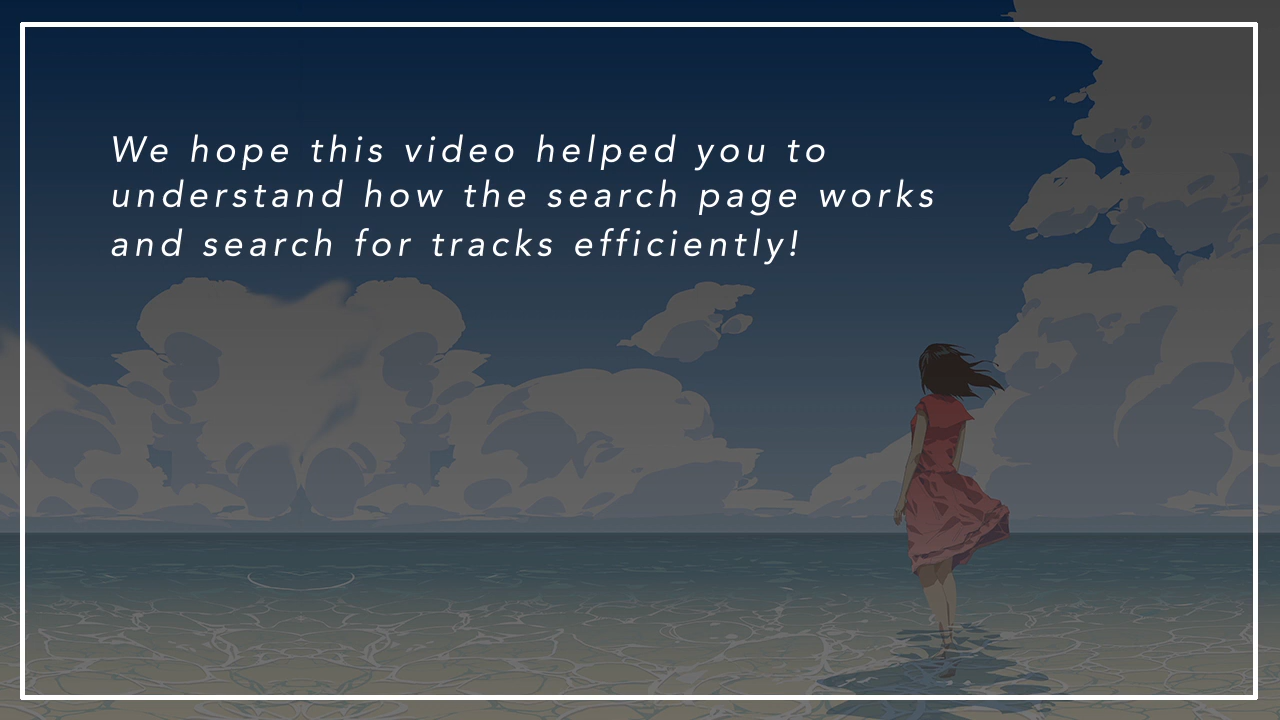 We hope this video helped you to
understand how the search page works
and search for tracks efficiently!